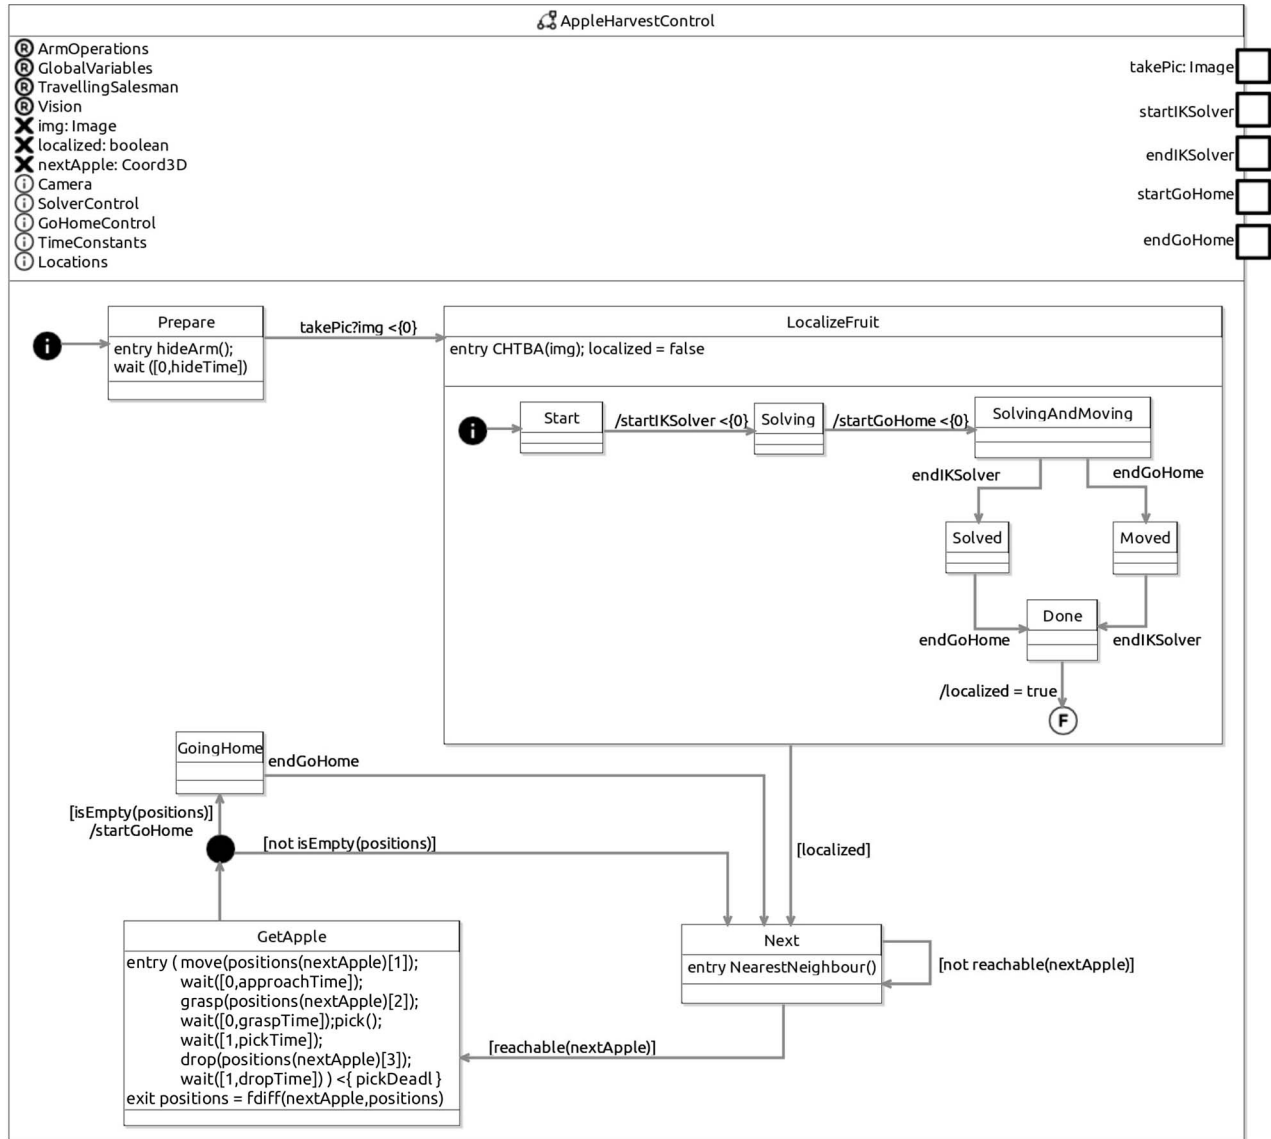 AppleHarvestControl
R ArmOperations
R GlobalVariables
R TravellingSalesman
R Vision
img: Image
localized: boolean
nextApple: Coord3D
i Camera
i SolverControl
i GoHomeControl
i TimeConstants
i Locations
takePic: Image
startIKSolver
endIKSolver
startGoHome
endGoHome
i
Prepare
entry hideArm();
wait ([0,hideTime])
takePic?img <{0}
LocalizeFruit
entry CHTBA(img); localized = false
i
Start
/startIKSolver <{0}
Solving
/startGoHome <{0}
SolvingAndMoving
endIKSolver
endGoHome
Solved
Moved
Done
endGoHome
endIKSolver
/localized = true
F
GoingHome
endGoHome
[isEmpty(positions)]
/startGoHome
[not isEmpty(positions)]
[localized]
GetApple
entry ( move(positions(nextApple)[1]);
wait([0,approachTime]);
grasp(positions(nextApple)[2]);
wait([0,graspTime]);pick();
wait([1,pickTime]);
drop(positions(nextApple)[3]);
wait([1,dropTime]) ) <{ pickDeadl }
exit positions = fdiff(nextApple,positions)
Next
entry NearestNeighbour()
[not reachable(nextApple)]
[reachable(nextApple)]